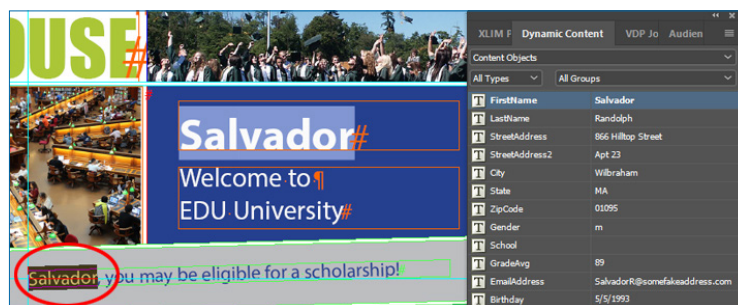 OUSE#
#
Salvador#
Welcome to¶
EDU University#
Salvador, you may be eligible for a scholarship!
XLIM P Dynamic Content VDP Jo Audien
Content Objects
All Types All Groups
T FirstName Salvador
T LastName Randolph
T StreetAddress 866 Hilltop Street
T StreetAddress2 Apt 23
T City Wilbraham
T State MA
T ZipCode 01095
T Gender m
T School
T GradeAvg 89
T EmailAddress SalvadorR@somefakeaddress.com
T Birthday 5/5/1993